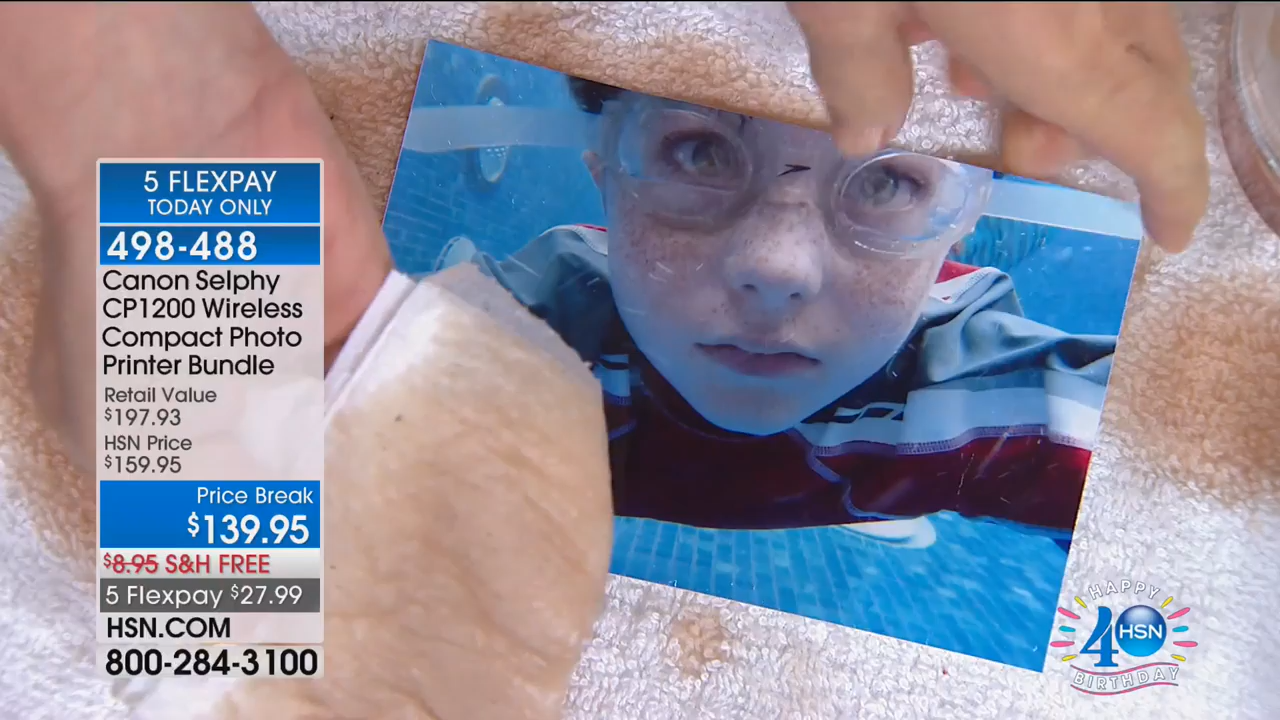 5 FLEXPAY
TODAY ONLY
498-488
Canon Selphy
CP1200 Wireless
Compact Photo
Printer Bundle
Retail Value
$197.93
HSN Price
$159.95
Price Break
$139.95
$8.95 S&H FREE
5 Flexpay $27.99
HSN.COM
800-284-3100
HAPPY
40 HSN
BIRTHDAY